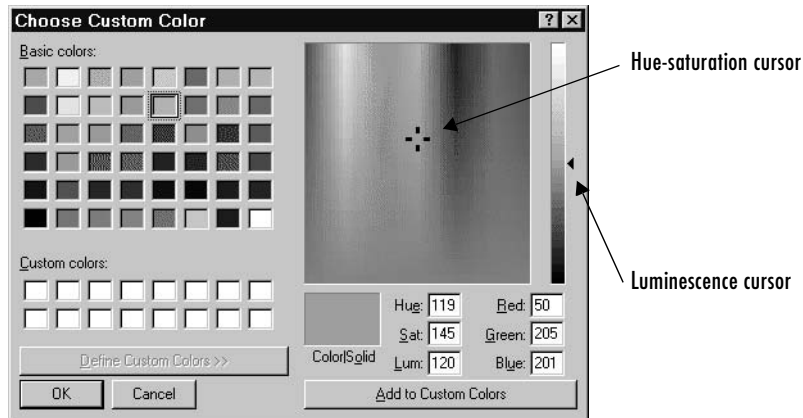 Choose Custom Color
Basic colors:
Hue-saturation cursor
Custom colors:
Luminescence cursor
Hue: 119 Red: 50
Sat: 145 Green: 205
Color|Solid Lum: 120 Blue: 201
Define Custom Colors >>
OK Cancel Add to Custom Colors